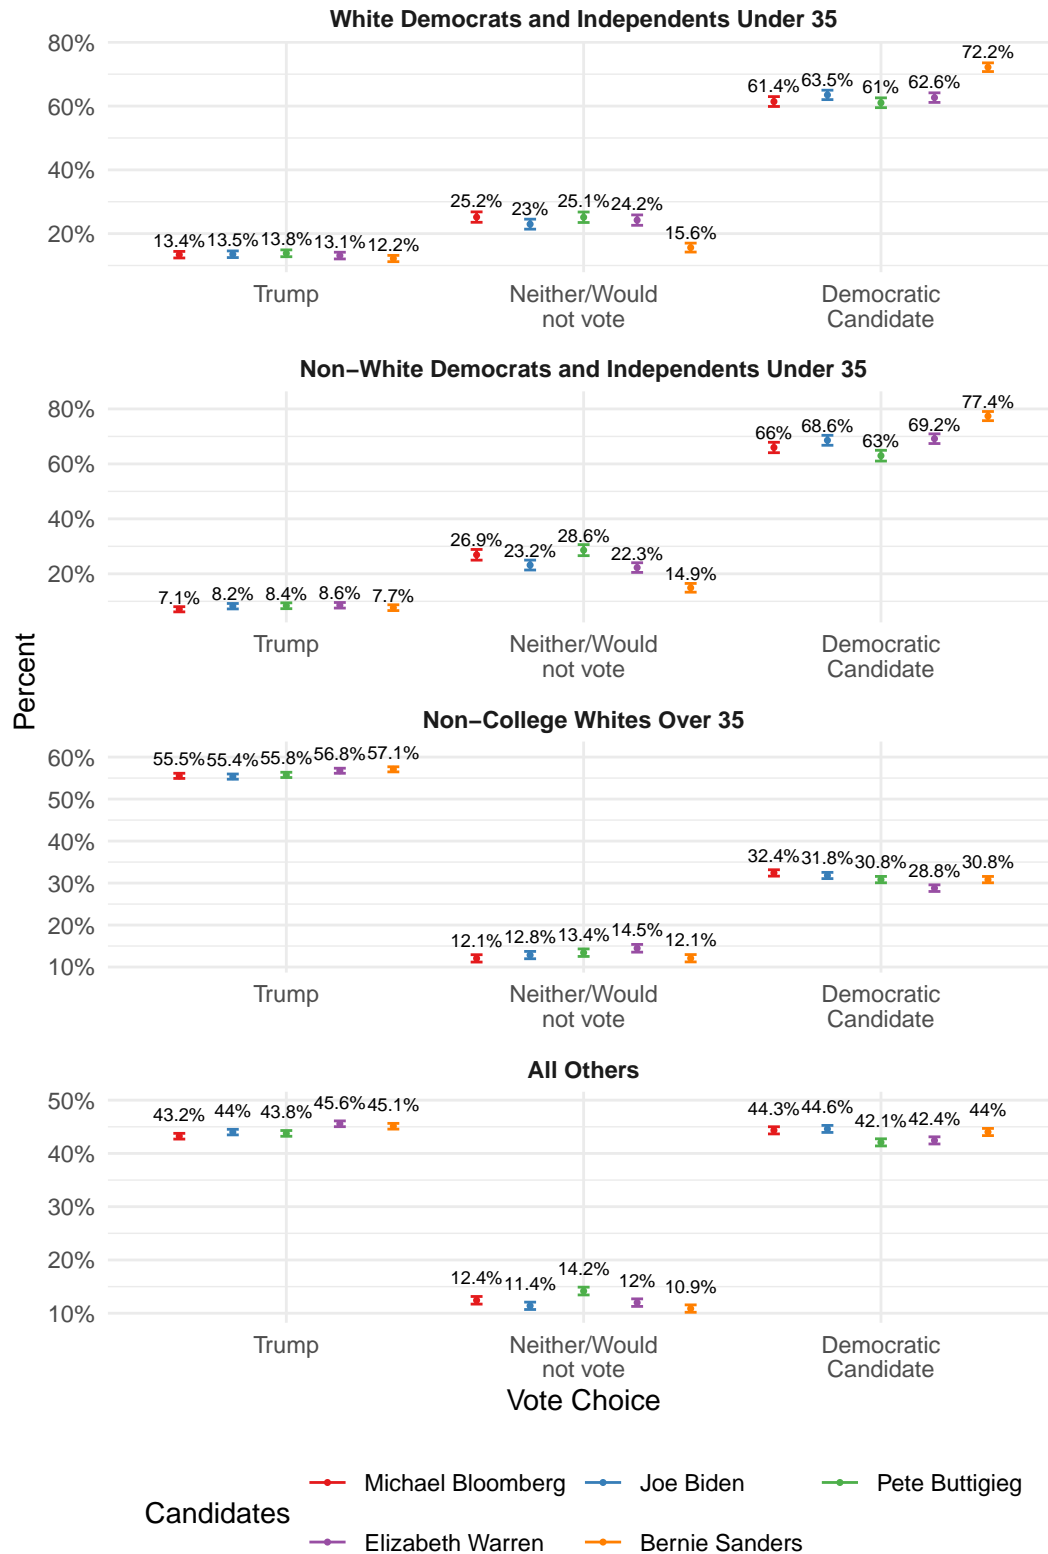 White Democrats and Independents Under 35
80%
60%
40%
20%
13.4% 13.5% 13.8% 13.1% 12.2%
25.2% 23% 25.1% 24.2% 15.6%
61.4% 63.5% 61% 62.6% 72.2%
Trump
Neither/Would
not vote
Democratic
Candidate
Non−White Democrats and Independents Under 35
80%
60%
40%
20%
7.1% 8.2% 8.4% 8.6% 7.7%
26.9% 23.2% 28.6% 22.3% 14.9%
66% 68.6% 63% 69.2% 77.4%
Trump
Neither/Would
not vote
Democratic
Candidate
Percent
Non−College Whites Over 35
60%
50%
40%
30%
20%
10%
55.5% 55.4% 55.8% 56.8% 57.1%
12.1% 12.8% 13.4% 14.5% 12.1%
32.4% 31.8% 30.8% 28.8% 30.8%
Trump
Neither/Would
not vote
Democratic
Candidate
All Others
50%
40%
30%
20%
10%
43.2% 44% 43.8% 45.6% 45.1%
12.4% 11.4% 14.2% 12% 10.9%
44.3% 44.6% 42.1% 42.4% 44%
Trump
Neither/Would
not vote
Democratic
Candidate
Vote Choice
Candidates
Michael Bloomberg Joe Biden Pete Buttigieg
Elizabeth Warren Bernie Sanders